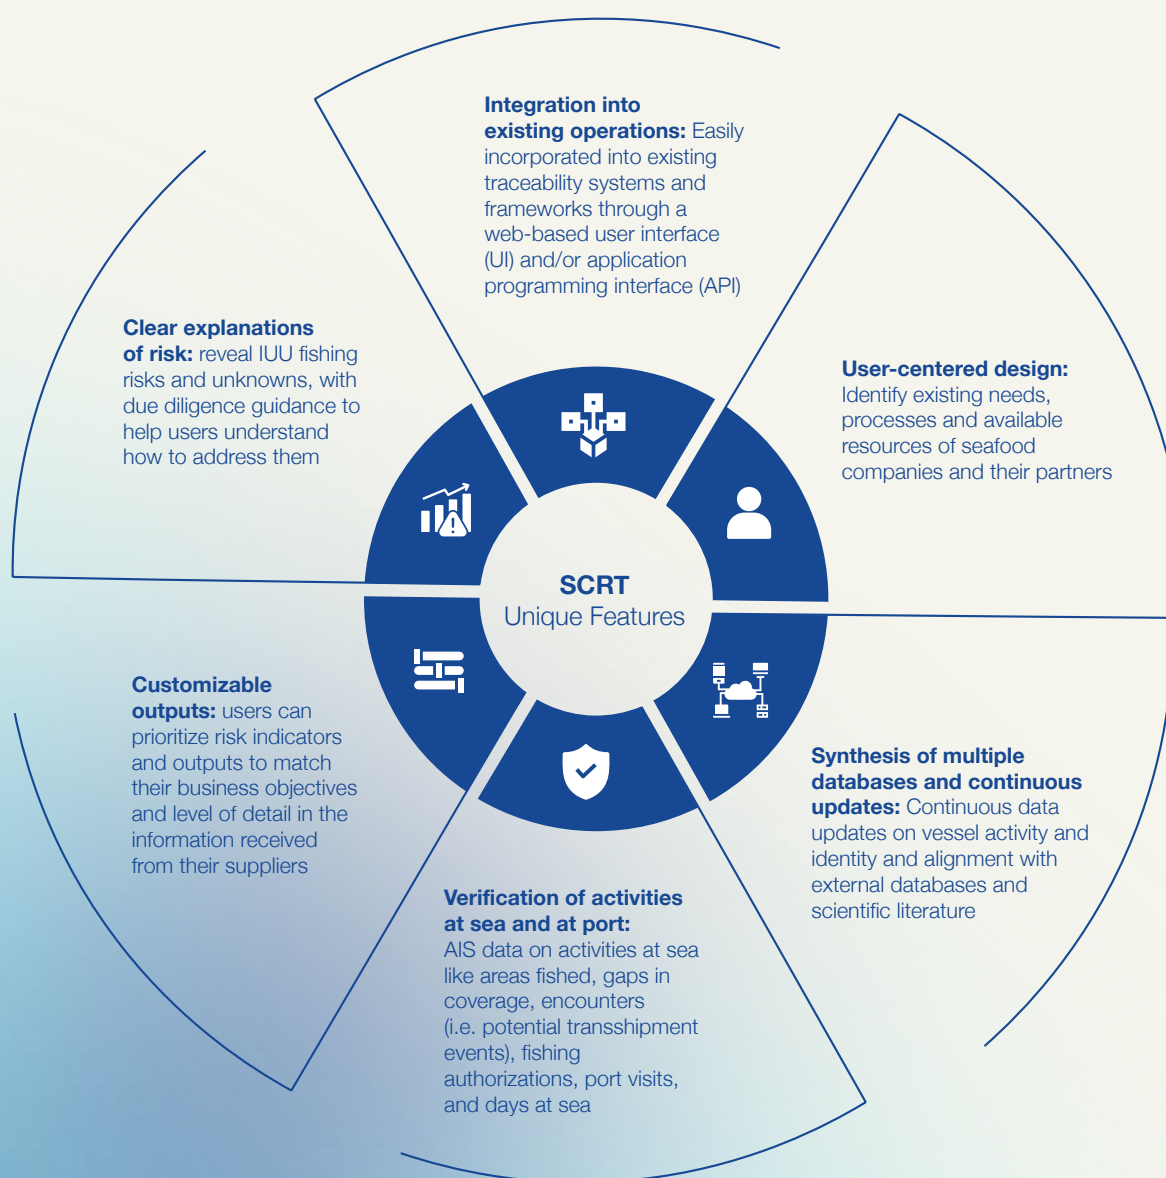 Integration into
existing operations: Easily
incorporated into existing
traceability systems and
frameworks through a
web-based user interface
(UI) and/or application
programming interface (API)
User-centered design:
Identify existing needs,
processes and available
resources of seafood
companies and their partners
Synthesis of multiple
databases and continuous
updates: Continuous data
updates on vessel activity and
identity and alignment with
external databases and
scientific literature
Verification of activities
at sea and at port:
AIS data on activities at sea
like areas fished, gaps in
coverage, encounters
(i.e. potential transshipment
events), fishing
authorizations, port visits,
and days at sea
Customizable
outputs: users can
prioritize risk indicators
and outputs to match
their business objectives
and level of detail in the
information received
from their suppliers
Clear explanations
of risk: reveal IUU fishing
risks and unknowns, with
due diligence guidance to
help users understand
how to address them
SCRT
Unique Features